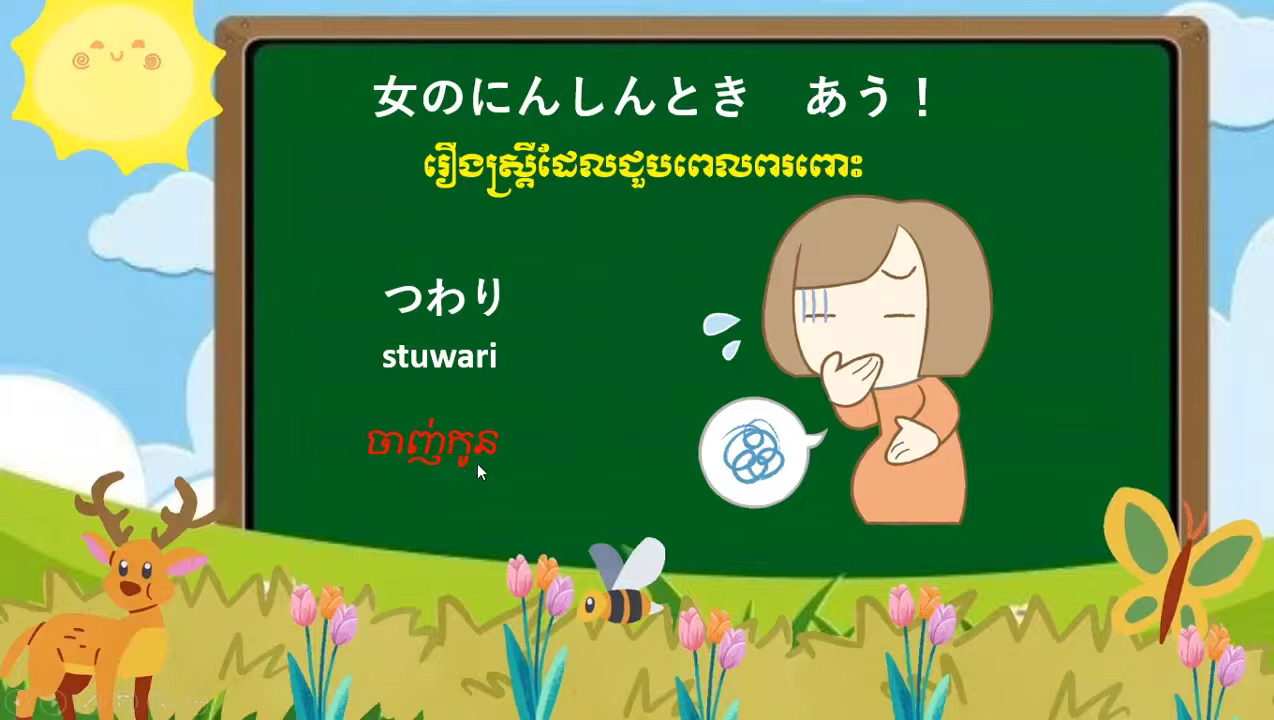 女のにんしんとき　あう！
រឿងស្ត្រីដែលជួបពេលពរពោះ
つわり
stuwari
ចាញ់កូន